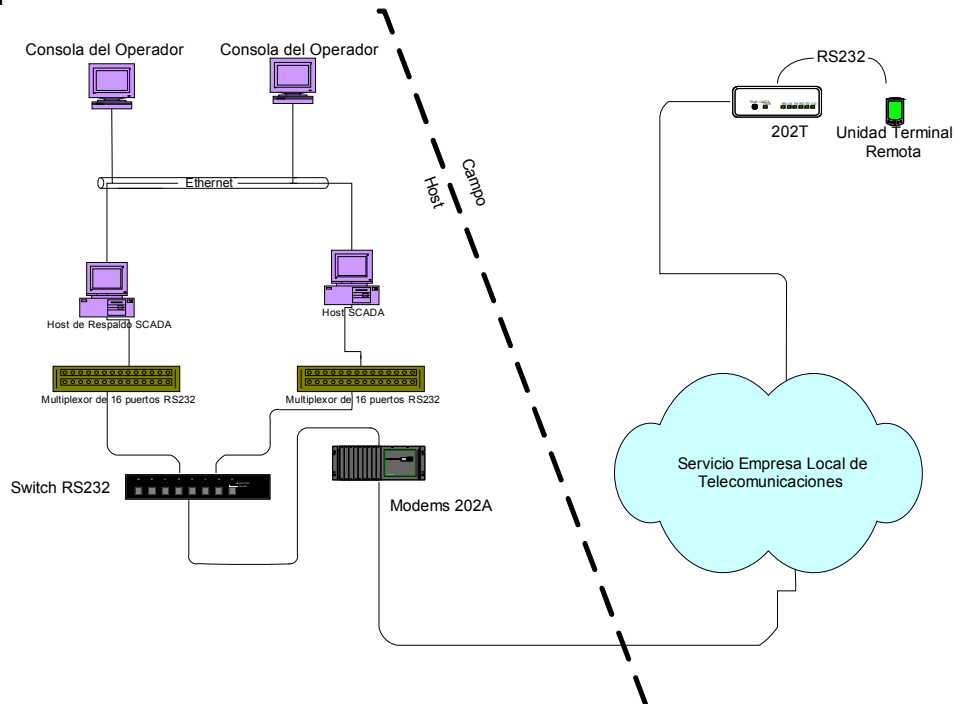 Consola del Operador
Consola del Operador
RS232
202T
Unidad Terminal
Remota
Ethernet
Campo
Host
Host de Respaldo SCADA
Host SCADA
Multiplexor de 16 puertos RS232
Multiplexor de 16 puertos RS232
Switch RS232
Modems 202A
Servicio Empresa Local de
Telecomunicaciones